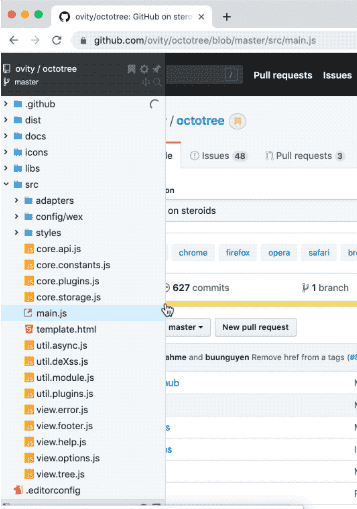 ovity/octotree: GitHub on stero
github.com/ovity/octotree/blob/master/src/main.js
ovity / octotree
master
.github
dist
docs
icons
libs
src
adapters
config/wex
styles
core.api.js
core.constants.js
core.plugins.js
core.storage.js
main.js
template.html
util.async.js
util.deXss.js
util.module.js
util.plugins.js
view.error.js
view.footer.js
view.help.js
view.options.js
view.tree.js
.editorconfig
/
Pull requests Issues
/ octotree
Issues 48 Pull requests 3
on
on steroids
chrome firefox opera safari bro
627 commits 1 branch
master New pull request
ahme and buunguyen Remove href from a tags (#8
ub
s
s